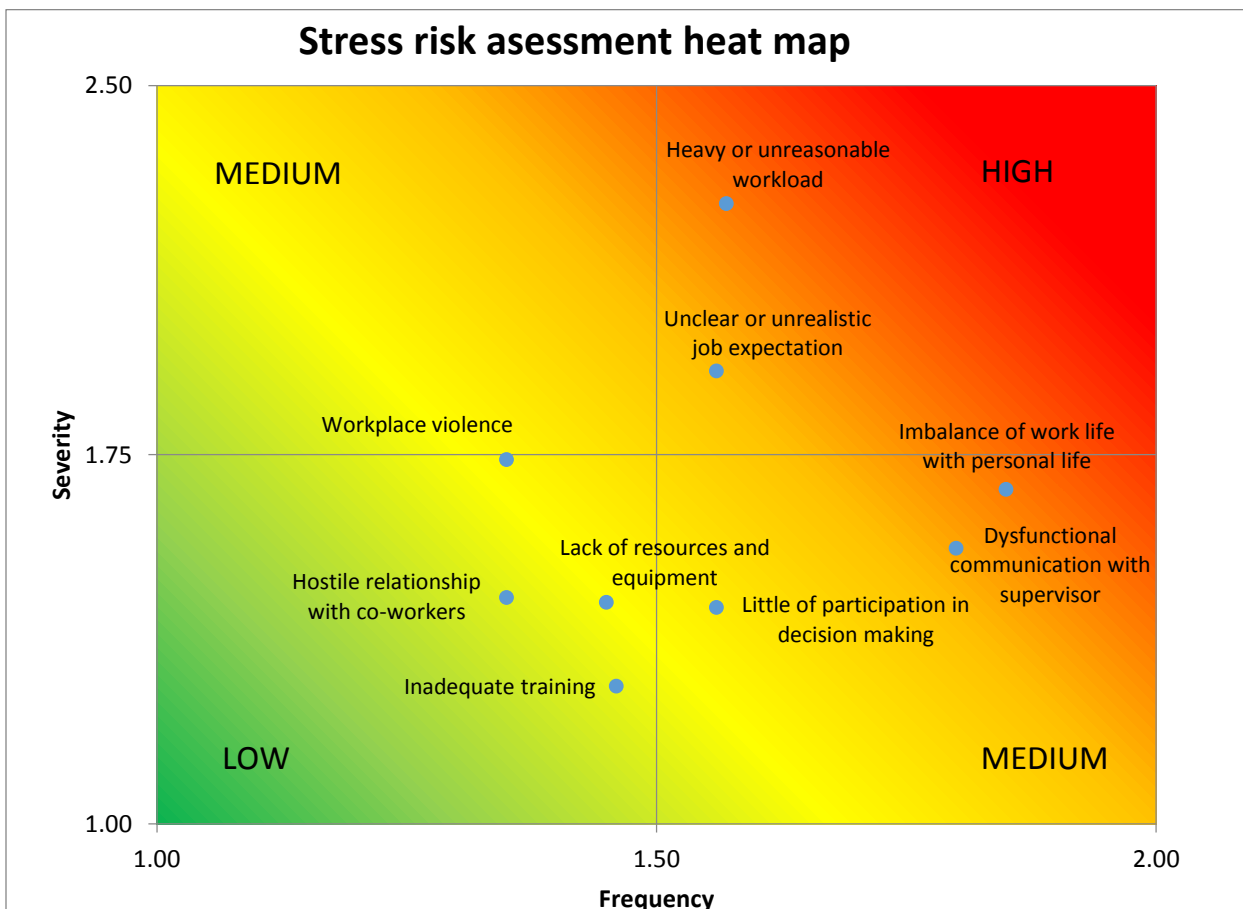 Stress risk asessment heat map
2.50
MEDIUM
Heavy or unreasonable
workload
HIGH
Unclear or unrealistic
job expectation
Workplace violence
Imbalance of work life
with personal life
1.75
Severity
Lack of resources and
equipment
Dysfunctional
communication with
supervisor
Hostile relationship
with co-workers
Little of participation in
decision making
Inadequate training
LOW
MEDIUM
1.00
1.00
1.50
2.00
Frequency